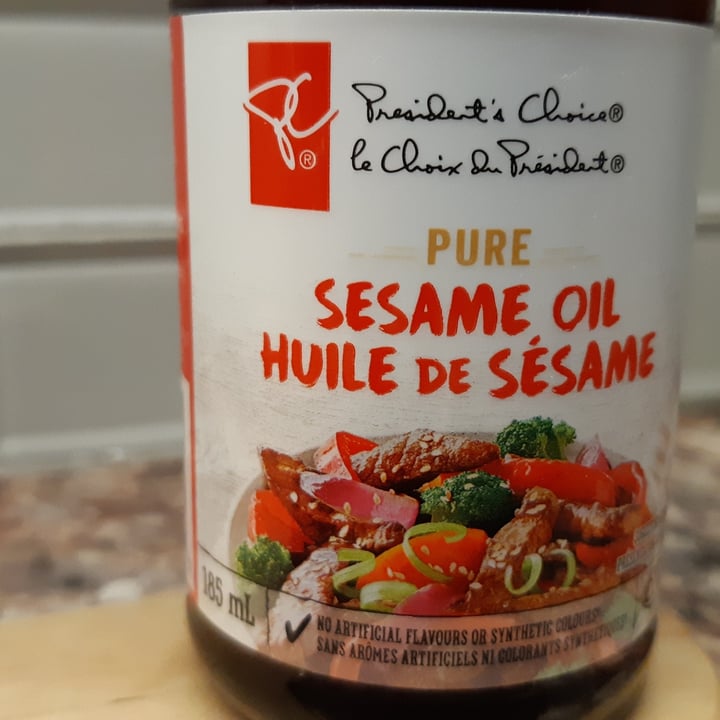 PC®
President's Choice®
le Choix du Président®
PURE
SESAME OIL
HUILE DE SÉSAME
185 mL
NO ARTIFICIAL FLAVOURS OR SYNTHETIC COLOURS
SANS ARÔMES ARTIFICIELS NI COLORANTS SYNTHÉTIQUES